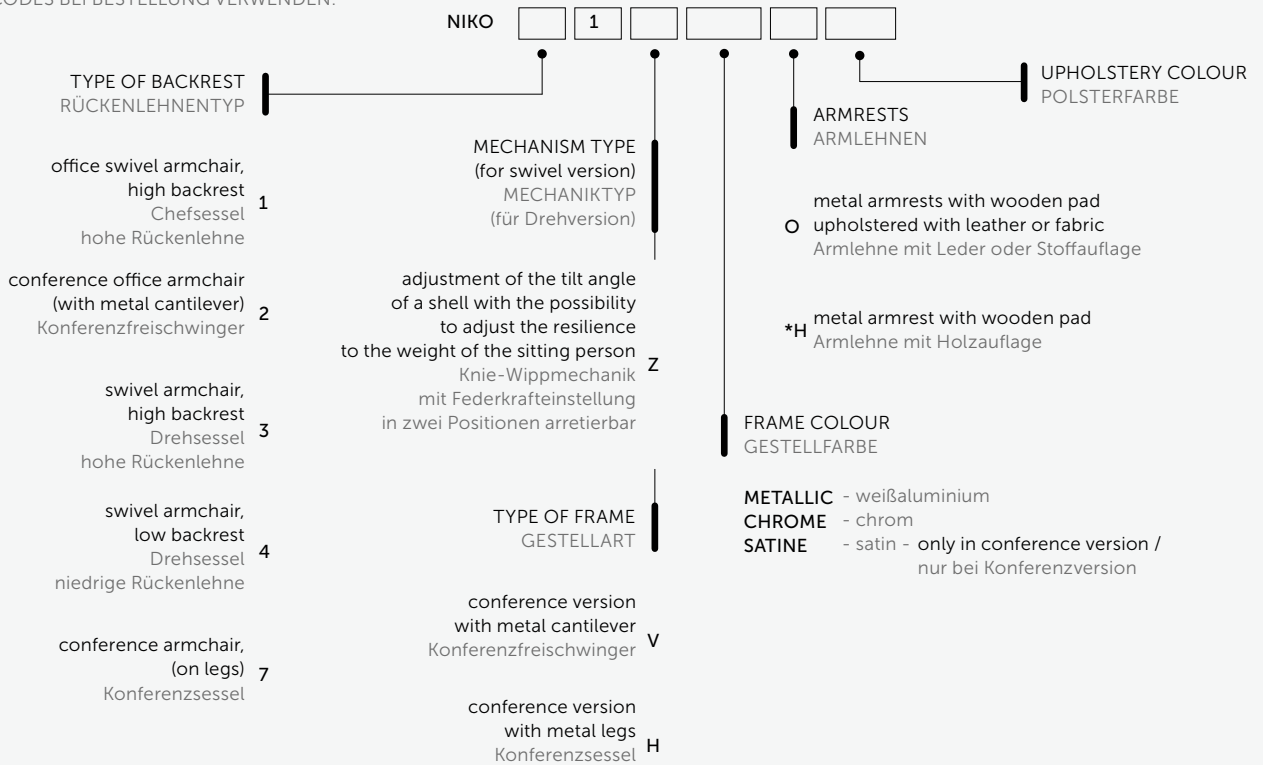 CODES BEI BESTELLUNG VERWENDEN.
NIKO 1
TYPE OF BACKREST
RÜCKENLEHNENTYP
office swivel armchair,
high backrest
1
Chefsessel
hohe Rückenlehne
conference office armchair
(with metal cantilever)
2
Konferenzfreischwinger
swivel armchair,
high backrest
3
Drehsessel
hohe Rückenlehne
swivel armchair,
low backrest
4
Drehsessel
niedrige Rückenlehne
conference armchair,
(on legs)
7
Konferenzsessel
MECHANISM TYPE
(for swivel version)
MECHANIKTYP
(für Drehversion)
adjustment of the tilt angle
of a shell with the possibility
to adjust the resilience
to the weight of the sitting person
Z
Knie-Wippmechanik
mit Federkrafteinstellung
in zwei Positionen arretierbar
TYPE OF FRAME
GESTELLART
conference version
with metal cantilever
V
Konferenzfreischwinger
conference version
with metal legs
H
Konferenzsessel
FRAME COLOUR
GESTELLFARBE
METALLIC - weißaluminium
CHROME - chrom
SATINE - satin - only in conference version /
nur bei Konferenzversion
ARMRESTS
ARMLEHNEN
metal armrests with wooden pad
O upholstered with leather or fabric
Armlehne mit Leder oder Stoffauflage
*H metal armrest with wooden pad
Armlehne mit Holzauflage
UPHOLSTERY COLOUR
POLSTERFARBE